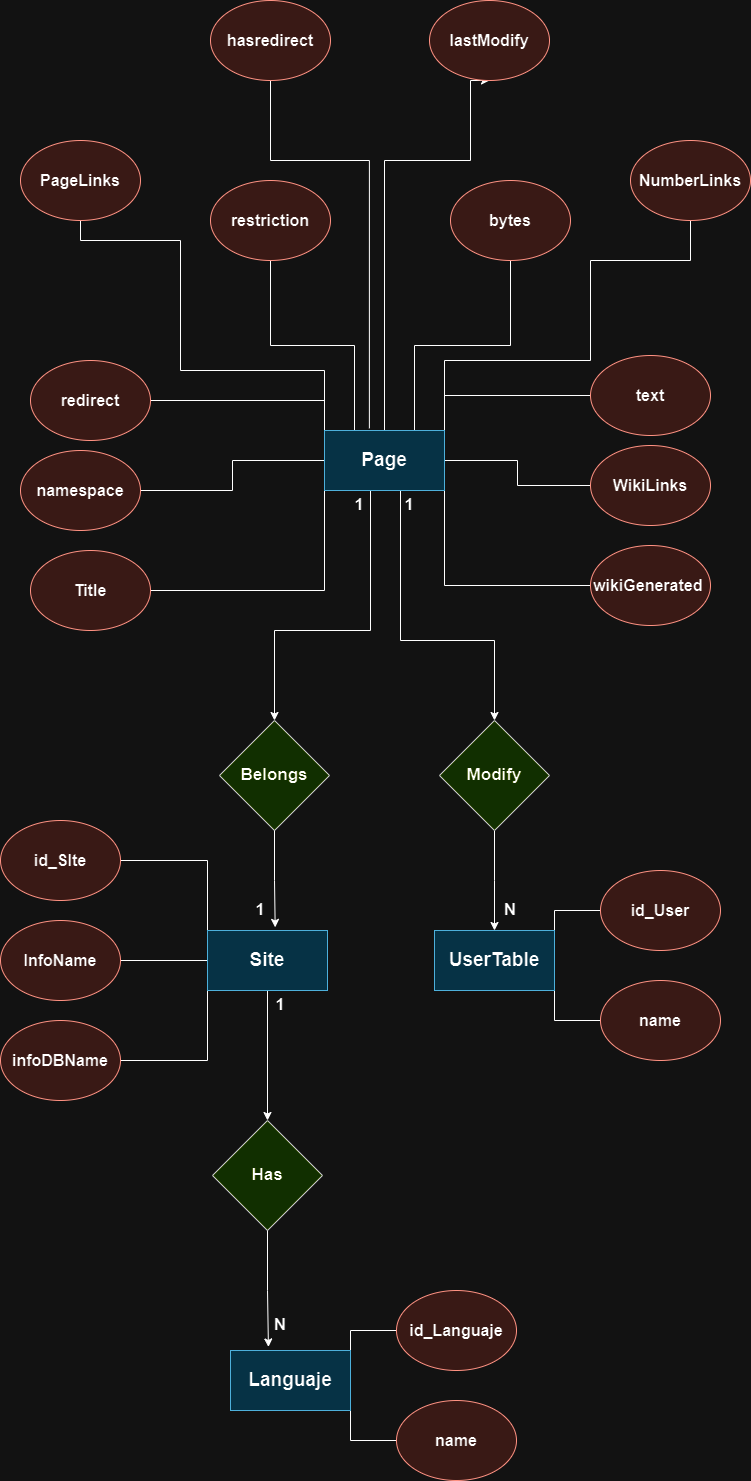 hasredirect
lastModify
PageLinks
NumberLinks
restriction
bytes
redirect
text
Page
namespace
WikiLinks
1
1
Title
wikiGenerated
Belongs
Modify
id_SIte
1
N
id_User
InfoName
Site
UserTable
1
name
infoDBName
Has
N
id_Languaje
Languaje
name